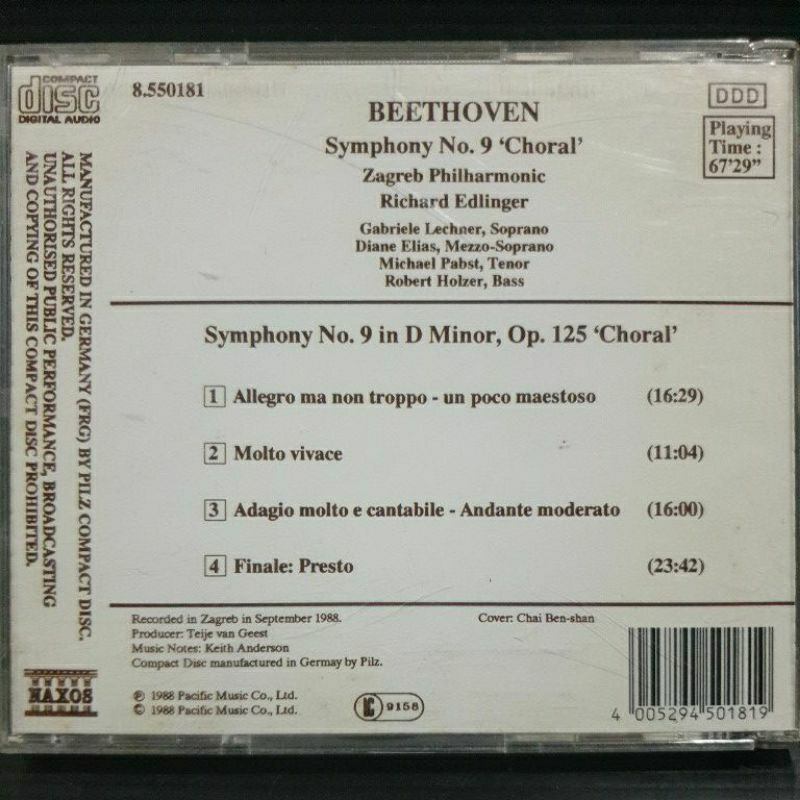 COMPACT
disc
DIGITAL AUDIO
8.550181
BEETHOVEN
Symphony No. 9 ‘Choral’
Zagreb Philharmonic
Richard Edlinger
Gabriele Lechner, Soprano
Diane Elias, Mezzo-Soprano
Michael Pabst, Tenor
Robert Holzer, Bass
DDD
Playing
Time :
67’29”
MANUFACTURED IN GERMANY (FRG) BY PILZ COMPACT DISC.
ALL RIGHTS RESERVED.
UNAUTHORISED PUBLIC PERFORMANCE, BROADCASTING
AND COPYING OF THIS COMPACT DISC PROHIBITED.
Symphony No. 9 in D Minor, Op. 125 ‘Choral’
1 Allegro ma non troppo - un poco maestoso (16:29)
2 Molto vivace (11:04)
3 Adagio molto e cantabile - Andante moderato (16:00)
4 Finale: Presto (23:42)
Recorded in Zagreb in September 1988. Cover: Chai Ben-shan
Producer: Teije van Geest
Music Notes: Keith Anderson
Compact Disc manufactured in Germay by Pilz.
NAXOS
℗ 1988 Pacific Music Co., Ltd.
© 1988 Pacific Music Co., Ltd.
9158
4 005294 501819